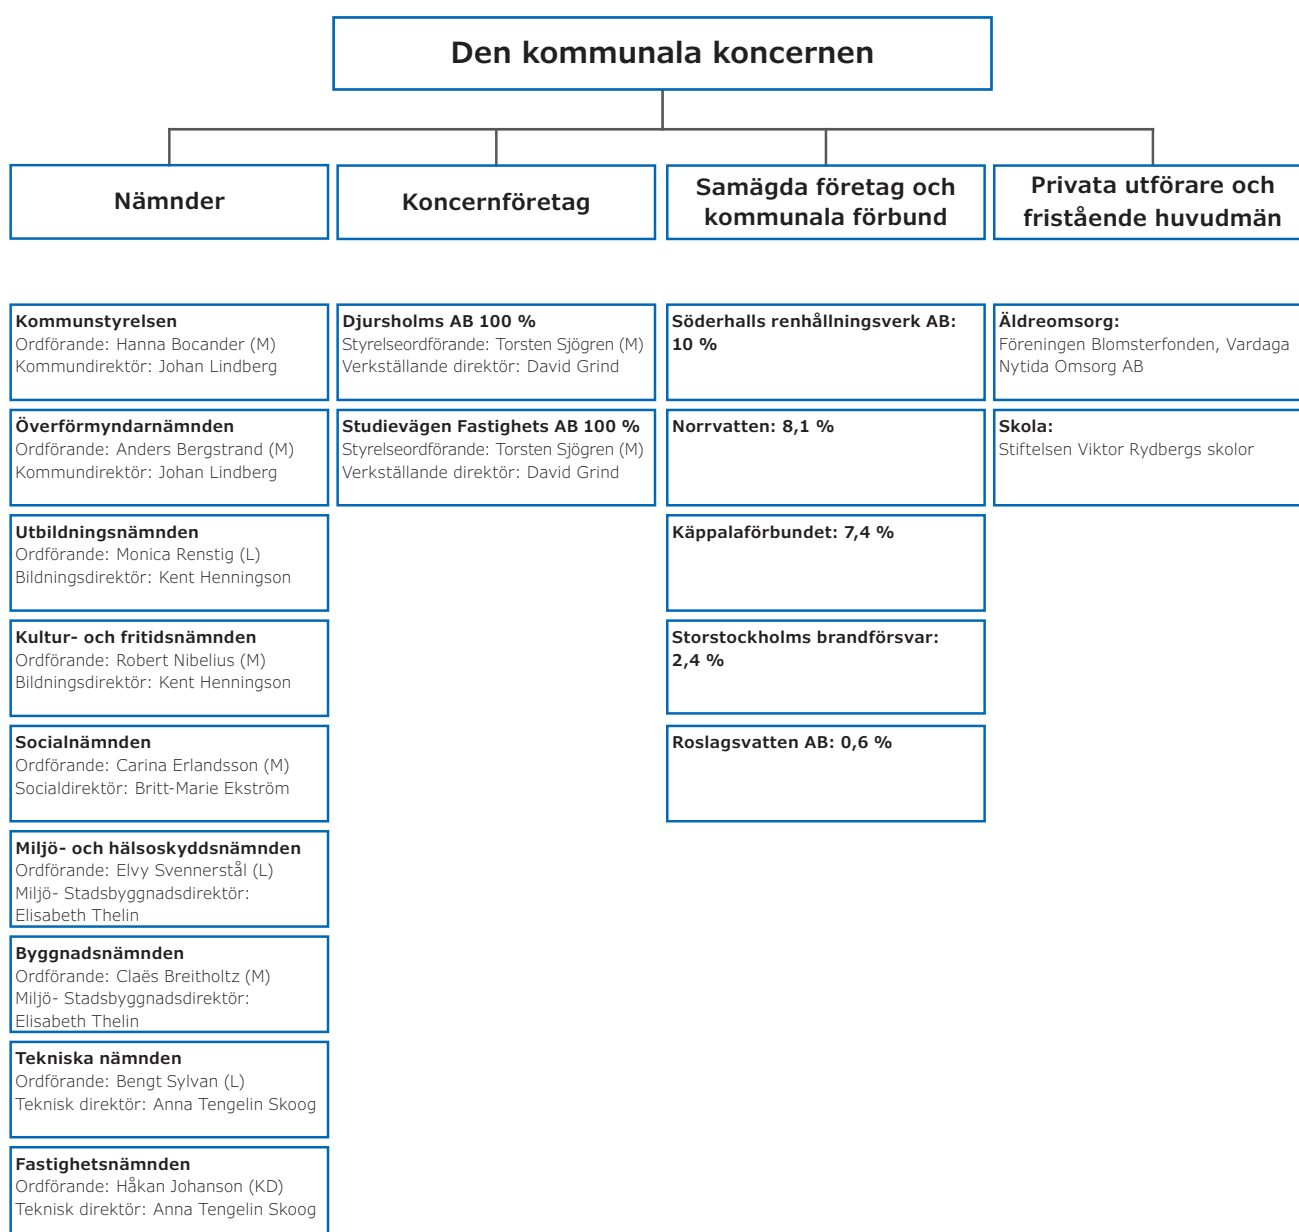 Den kommunala koncernen
Nämnder
Koncernföretag
Samägda företag och
kommunala förbund
Privata utförare och
fristående huvudmän
Kommunstyrelsen
Ordförande: Hanna Bocander (M)
Kommundirektör: Johan Lindberg
Överförmyndarnämnden
Ordförande: Anders Bergstrand (M)
Kommundirektör: Johan Lindberg
Utbildningsnämnden
Ordförande: Monica Renstig (L)
Bildningsdirektör: Kent Henningson
Kultur- och fritidsnämnden
Ordförande: Robert Nibelius (M)
Bildningsdirektör: Kent Henningson
Socialnämnden
Ordförande: Carina Erlandsson (M)
Socialdirektör: Britt-Marie Ekström
Miljö- och hälsoskyddsnämnden
Ordförande: Elvy Svennerstål (L)
Miljö- Stadsbyggnadsdirektör:
Elisabeth Thelin
Byggnadsnämnden
Ordförande: Claës Breitholtz (M)
Miljö- Stadsbyggnadsdirektör:
Elisabeth Thelin
Tekniska nämnden
Ordförande: Bengt Sylvan (L)
Teknisk direktör: Anna Tengelin Skoog
Fastighetsnämnden
Ordförande: Håkan Johanson (KD)
Teknisk direktör: Anna Tengelin Skoog
Djursholms AB 100 %
Styrelseordförande: Torsten Sjögren (M)
Verkställande direktör: David Grind
Studievägen Fastighets AB 100 %
Styrelseordförande: Torsten Sjögren (M)
Verkställande direktör: David Grind
Söderhalls renhållningsverk AB:
10 %
Norrvatten: 8,1 %
Käppalaförbundet: 7,4 %
Storstockholms brandförsvar:
2,4 %
Roslagsvatten AB: 0,6 %
Äldreomsorg:
Föreningen Blomsterfonden, Vardaga
Nytida Omsorg AB
Skola:
Stiftelsen Viktor Rydbergs skolor